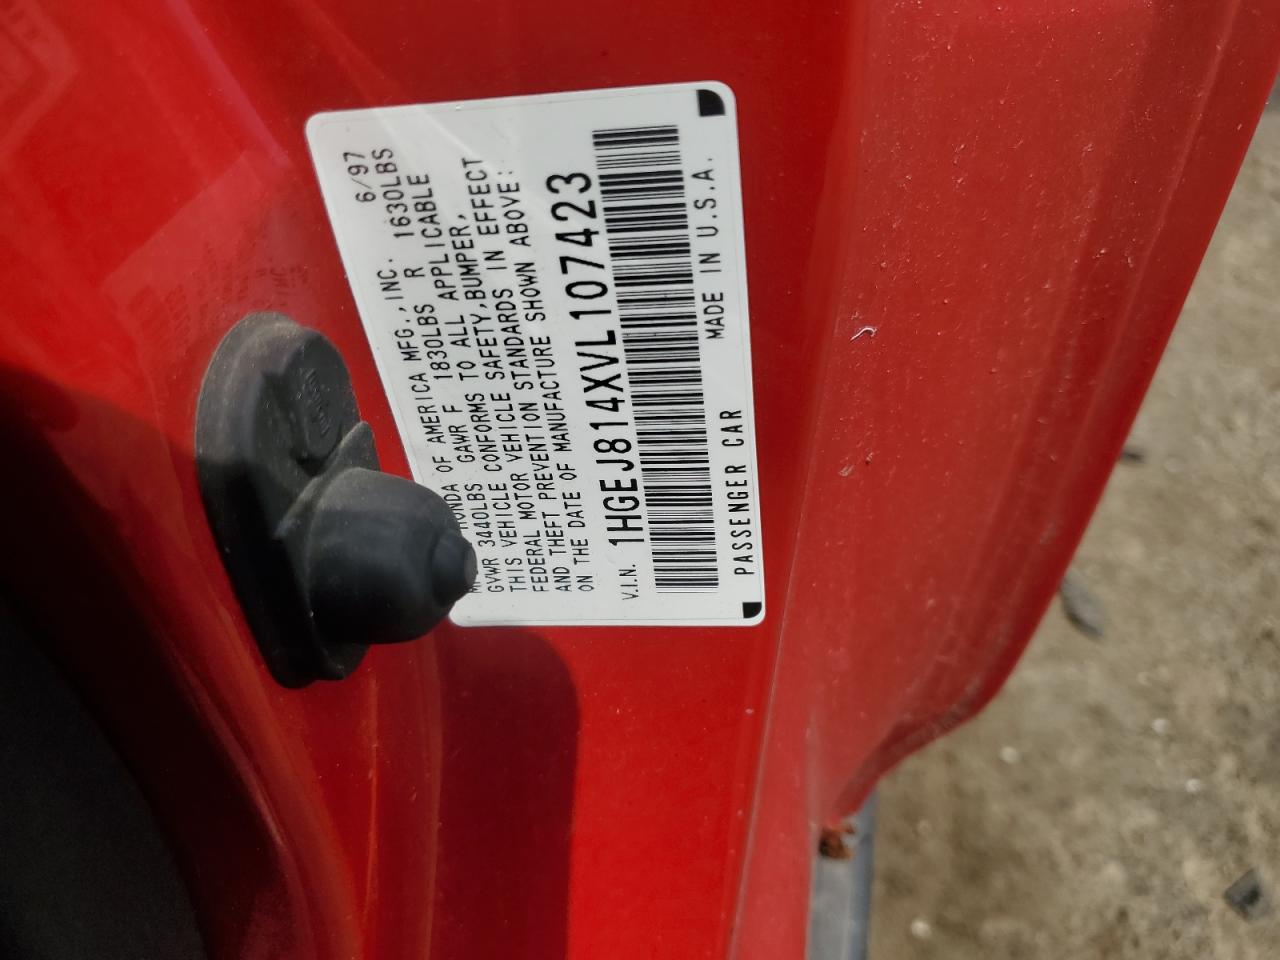 HONDA OF AMERICA MFG.,INC. 6/97
GVWR 3440LBS GAWR F 1830LBS R 1630LBS
THIS VEHICLE CONFORMS TO ALL APPLICABLE
FEDERAL MOTOR VEHICLE SAFETY,BUMPER,
AND THEFT PREVENTION STANDARDS IN EFFECT
ON THE DATE OF MANUFACTURE SHOWN ABOVE:
V.I.N. 1HGEJ814XVL107423
PASSENGER CAR MADE IN U.S.A.